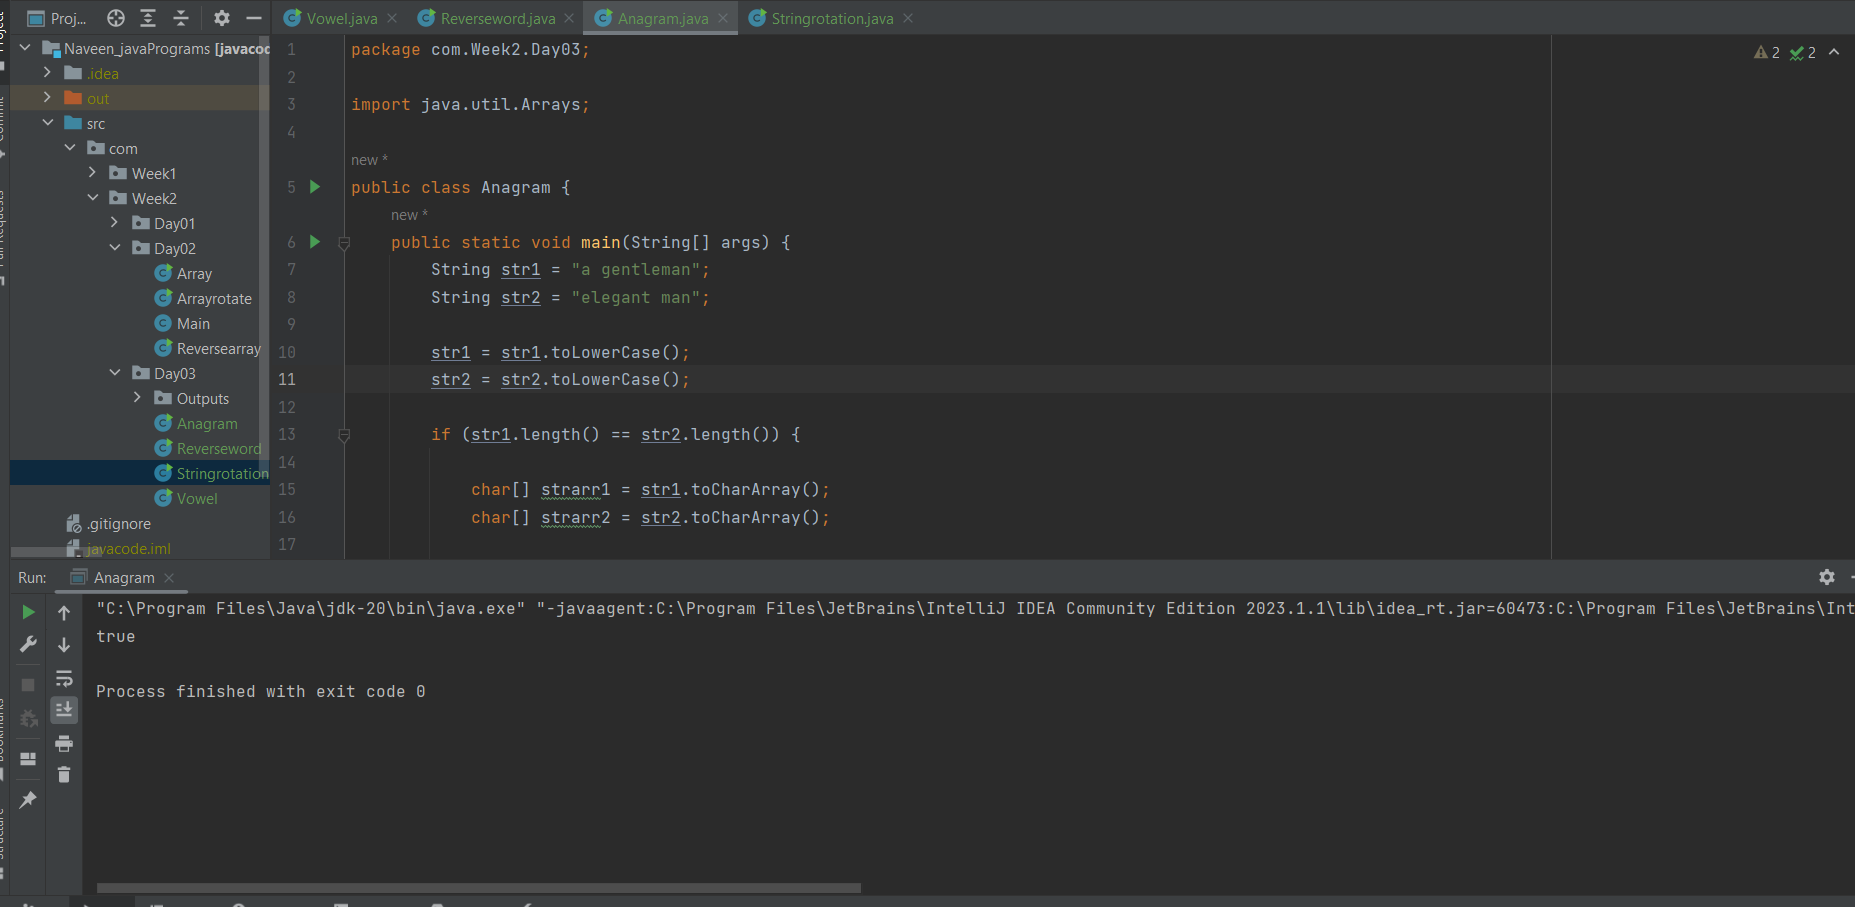 Proj...
Vowel.java
Reverseword.java
Anagram.java
Stringrotation.java
Naveen_javaPrograms [javacod
.idea
out
src
com
Week1
Week2
Day01
Day02
Array
Arrayrotate
Main
Reversearray
Day03
Outputs
Anagram
Reverseword
Stringrotation
Vowel
.gitignore
javacode.iml
2 2
1 package com.Week2.Day03;
2
3 import java.util.Arrays;
4
new *
5 public class Anagram {
new *
6 public static void main(String[] args) {
7 String str1 = "a gentleman";
8 String str2 = "elegant man";
9
10 str1 = str1.toLowerCase();
11 str2 = str2.toLowerCase();
12
13 if (str1.length() == str2.length()) {
14
15 char[] strarr1 = str1.toCharArray();
16 char[] strarr2 = str2.toCharArray();
17
Run: Anagram
"C:\Program Files\Java\jdk-20\bin\java.exe" "-javaagent:C:\Program Files\JetBrains\IntelliJ IDEA Community Edition 2023.1.1\lib\idea_rt.jar=60473:C:\Program Files\JetBrains\Int
true
Process finished with exit code 0